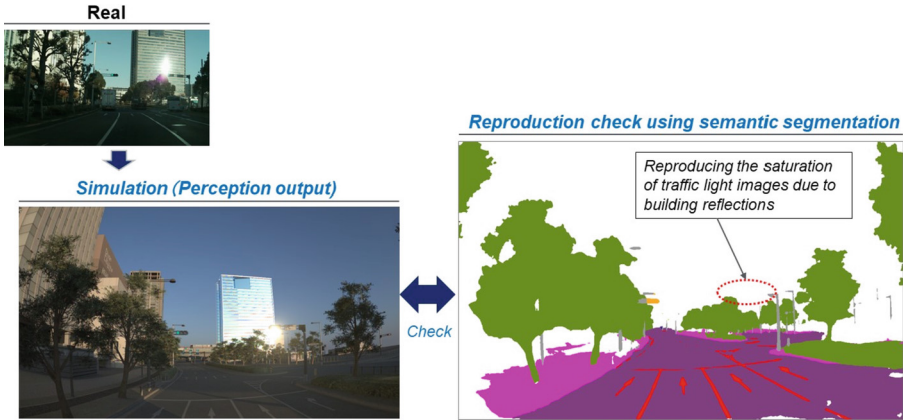 Real
Simulation (Perception output)
Check
Reproduction check using semantic segmentation
Reproducing the saturation
of traffic light images due to
building reflections